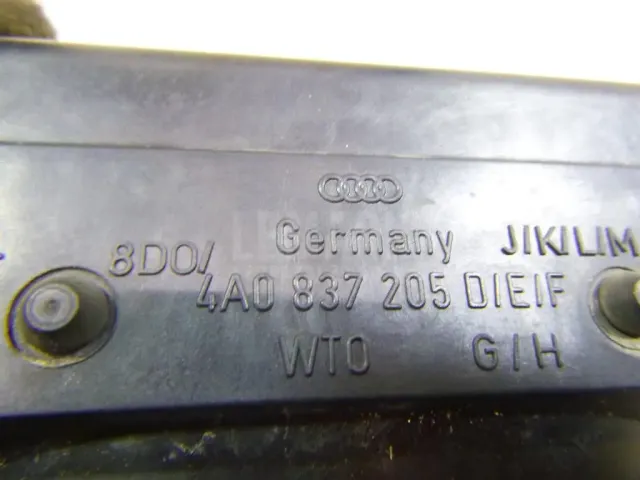 Germany J/K/L/M
8D0/
4A0 837 205 D/E/F
WTO G/H